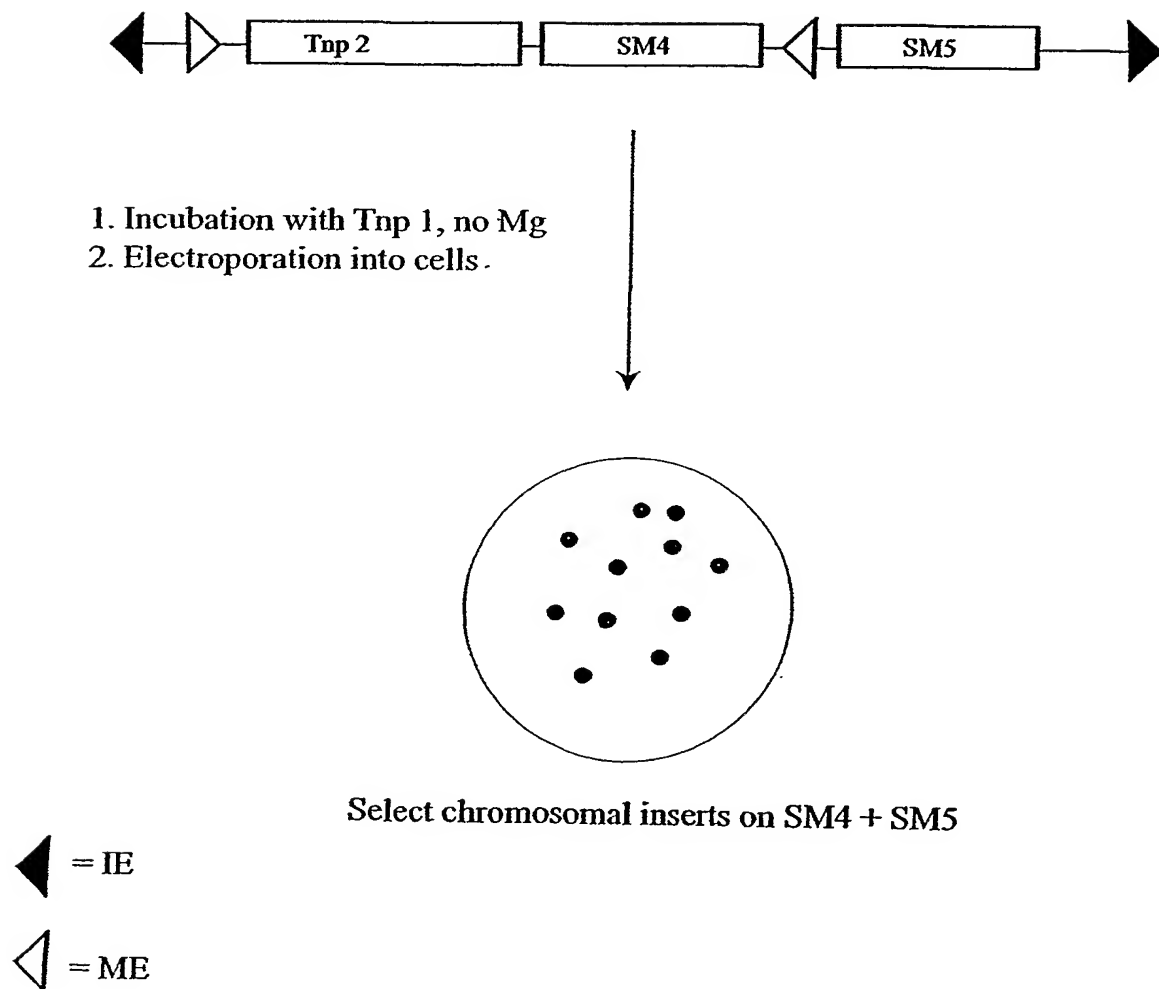 Tnp 2 SM4 SM5
1. Incubation with Tnp 1, no Mg
2. Electroporation into cells.
Select chromosomal inserts on SM4 + SM5
= IE
= ME